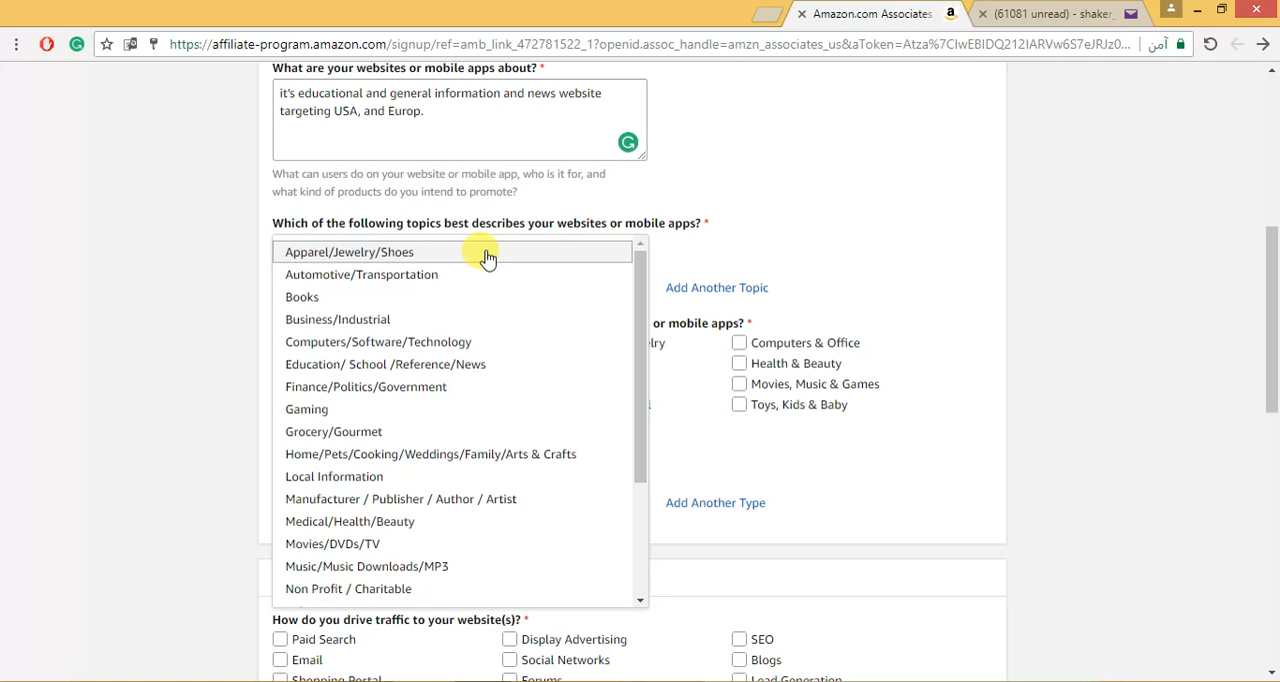 Amazon.com Associates
(61081 unread) - shaker_
https://affiliate-program.amazon.com/signup/ref=amb_link_472781522_1?openid.assoc_handle=amzn_associates_us&aToken=Atza%7CIwEBIDQ212IARVw6S7eJRJz0...
آمن
What are your websites or mobile apps about? *
it's educational and general information and news website
targeting USA, and Europ.
What can users do on your website or mobile app, who is it for, and
what kind of products do you intend to promote?
Which of the following topics best describes your websites or mobile apps? *
Apparel/Jewelry/Shoes
Automotive/Transportation
Books
Business/Industrial
Computers/Software/Technology
Education/ School /Reference/News
Finance/Politics/Government
Gaming
Grocery/Gourmet
Home/Pets/Cooking/Weddings/Family/Arts & Crafts
Local Information
Manufacturer / Publisher / Author / Artist
Medical/Health/Beauty
Movies/DVDs/TV
Music/Music Downloads/MP3
Non Profit / Charitable
Add Another Topic
or mobile apps? *
lry
Computers & Office
Health & Beauty
Movies, Music & Games
Toys, Kids & Baby
Add Another Type
How do you drive traffic to your website(s)? *
Paid Search
Display Advertising
SEO
Email
Social Networks
Blogs
Shopping Portal
Forums
Lead Generation